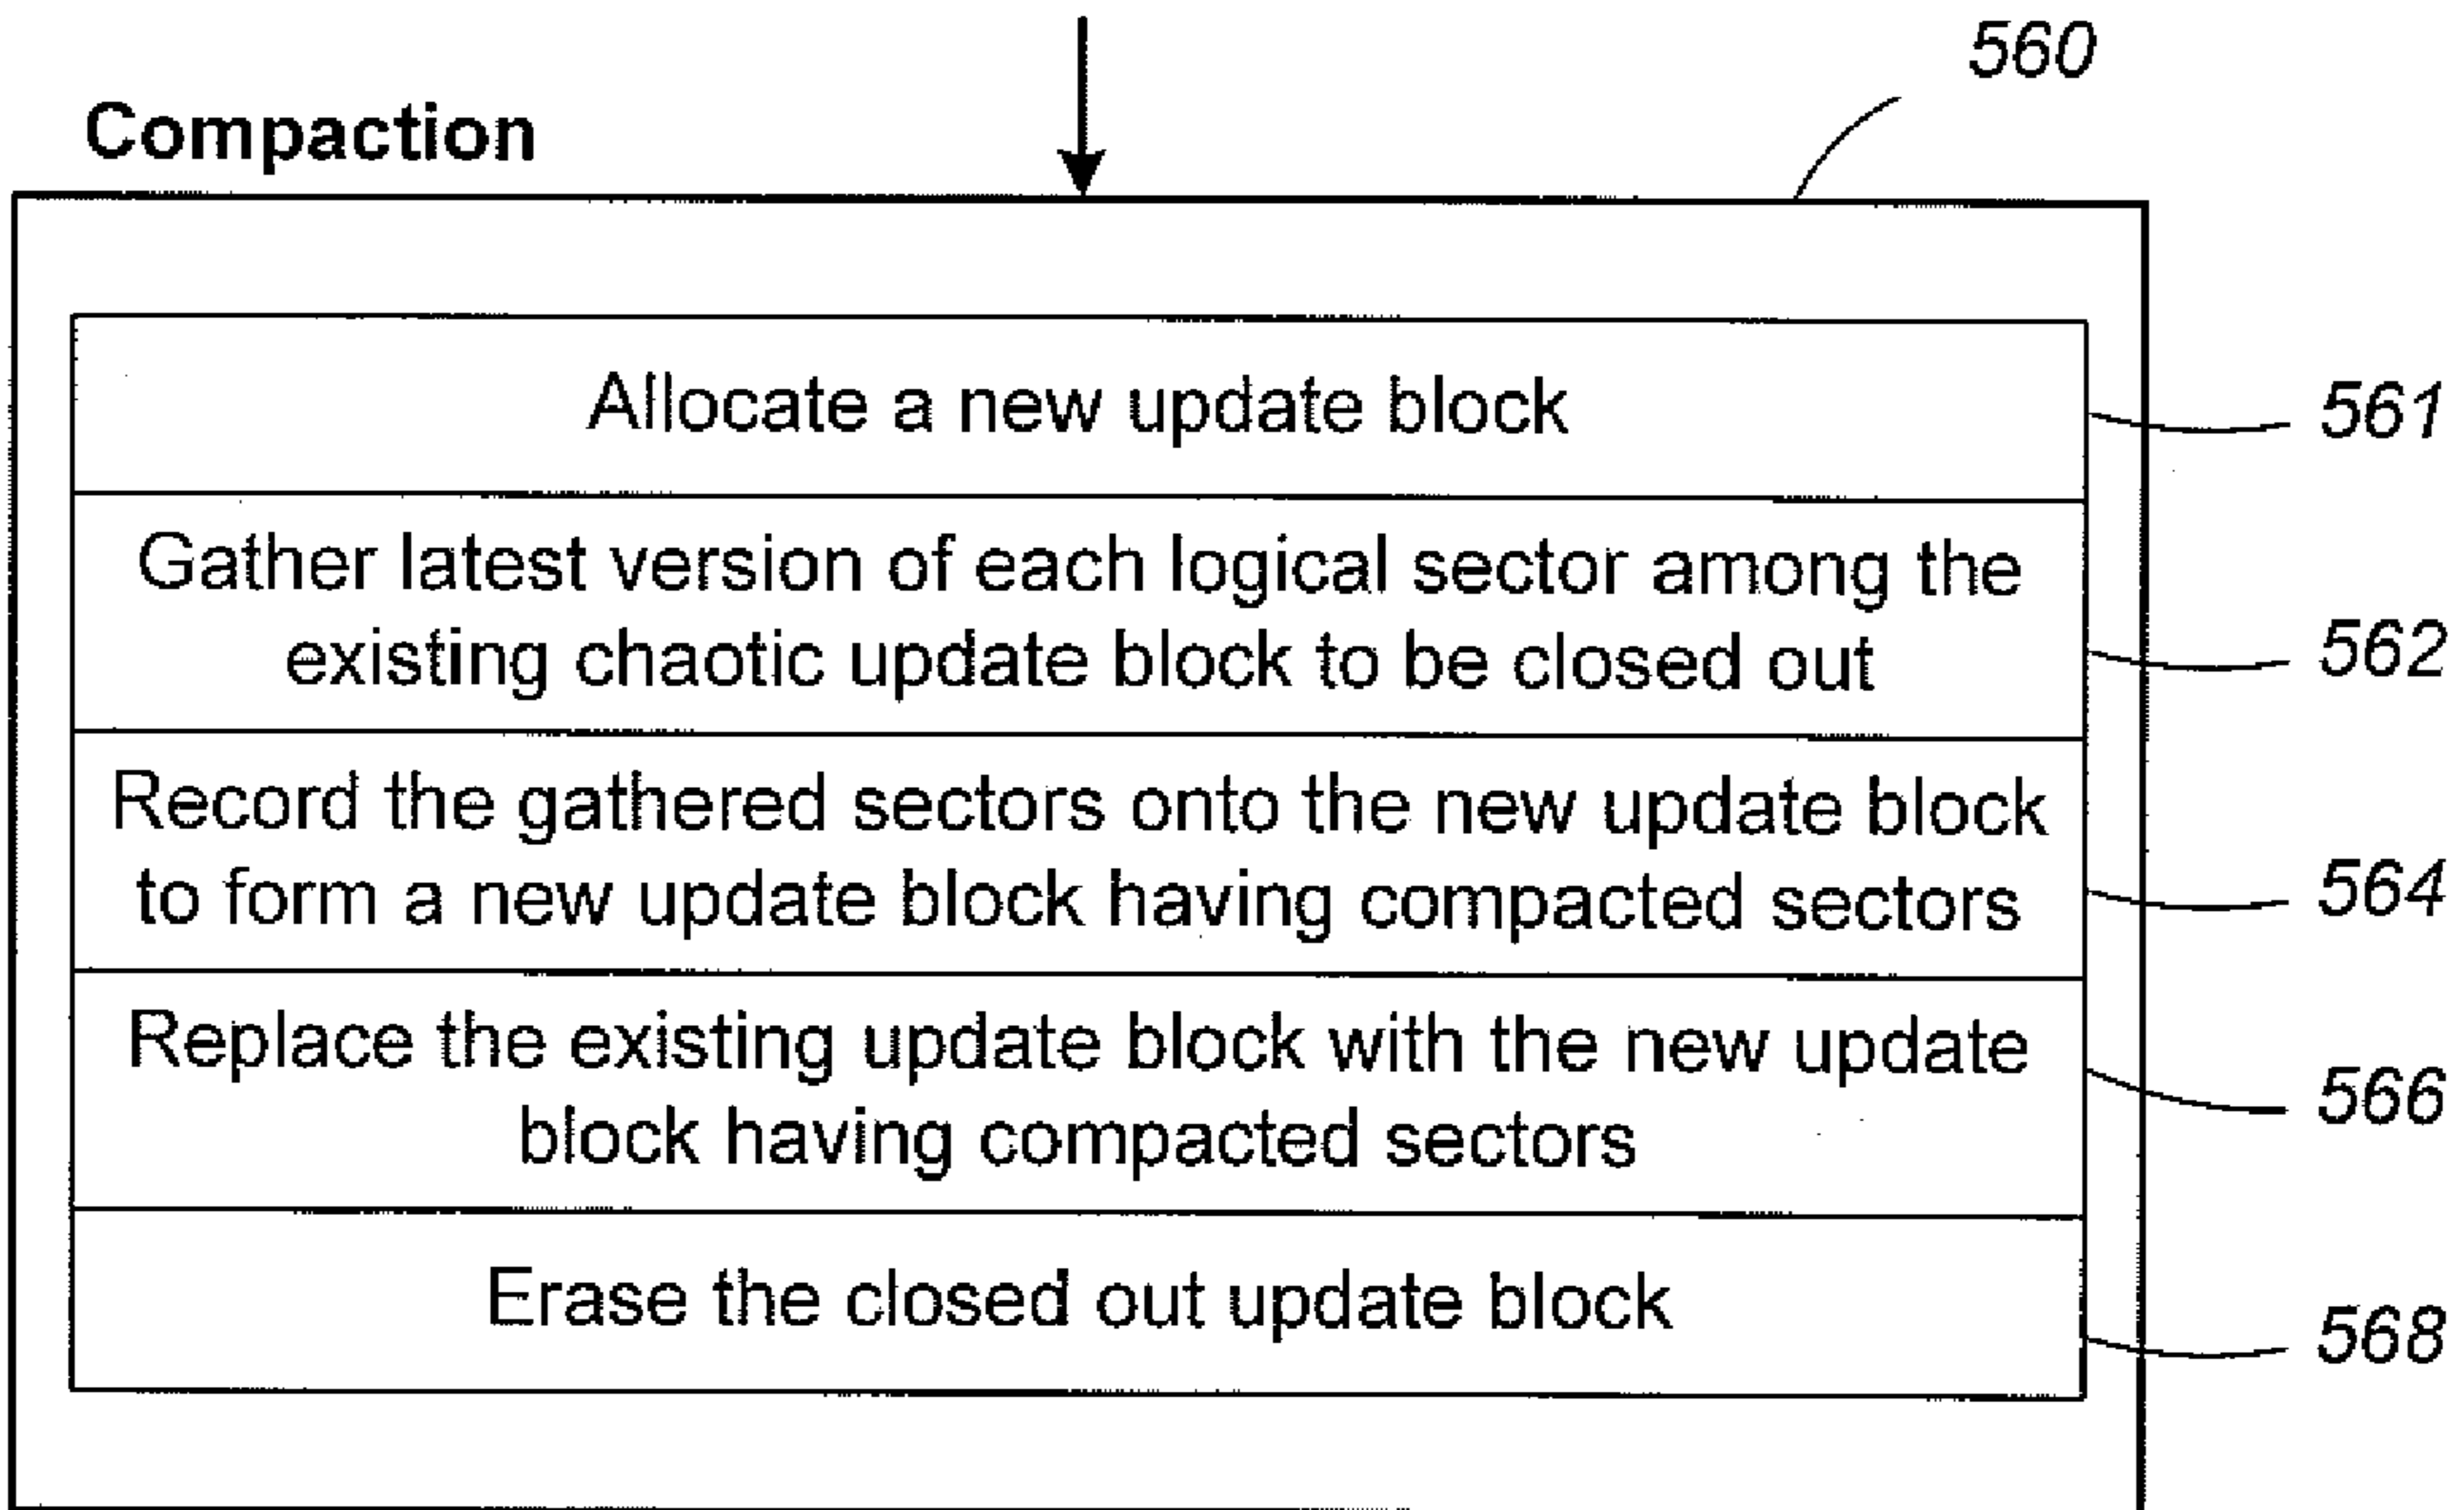 560
Compaction
Allocate a new update block
561
Gather latest version of each logical sector among the
existing chaotic update block to be closed out
562
Record the gathered sectors onto the new update block
to form a new update block having compacted sectors
564
Replace the existing update block with the new update
block having compacted sectors
566
Erase the closed out update block
568